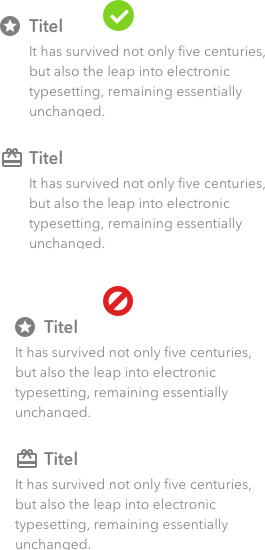 Titel
It has survived not only five centuries,
but also the leap into electronic
typesetting, remaining essentially
unchanged.
Titel
It has survived not only five centuries,
but also the leap into electronic
typesetting, remaining essentially
unchanged.
Titel
It has survived not only five centuries,
but also the leap into electronic
typesetting, remaining essentially
unchanged.
Titel
It has survived not only five centuries,
but also the leap into electronic
typesetting, remaining essentially
unchanged.